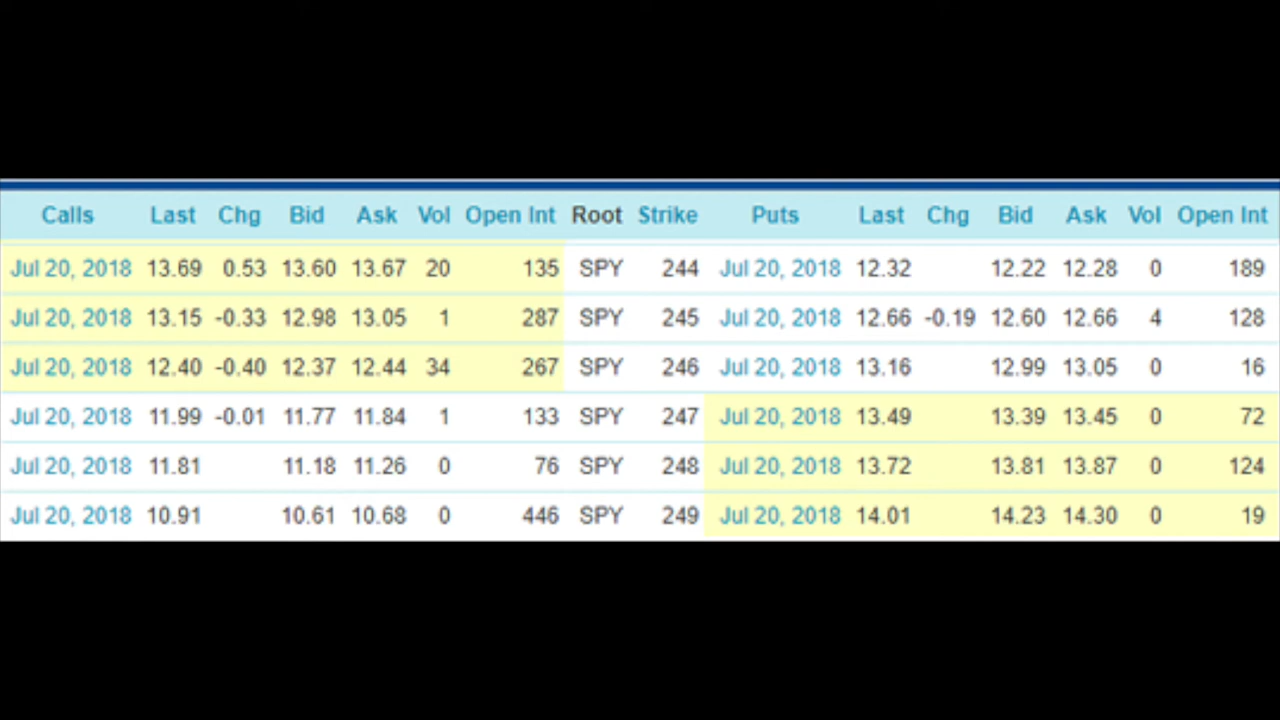 Calls Last Chg Bid Ask Vol Open Int Root Strike Puts Last Chg Bid Ask Vol Open Int
Jul 20, 2018 13.69 0.53 13.60 13.67 20 135 SPY 244 Jul 20, 2018 12.32 12.22 12.28 0 189
Jul 20, 2018 13.15 -0.33 12.98 13.05 1 287 SPY 245 Jul 20, 2018 12.66 -0.19 12.60 12.66 4 128
Jul 20, 2018 12.40 -0.40 12.37 12.44 34 267 SPY 246 Jul 20, 2018 13.16 12.99 13.05 0 16
Jul 20, 2018 11.99 -0.01 11.77 11.84 1 133 SPY 247 Jul 20, 2018 13.49 13.39 13.45 0 72
Jul 20, 2018 11.81 11.18 11.26 0 76 SPY 248 Jul 20, 2018 13.72 13.81 13.87 0 124
Jul 20, 2018 10.91 10.61 10.68 0 446 SPY 249 Jul 20, 2018 14.01 14.23 14.30 0 19